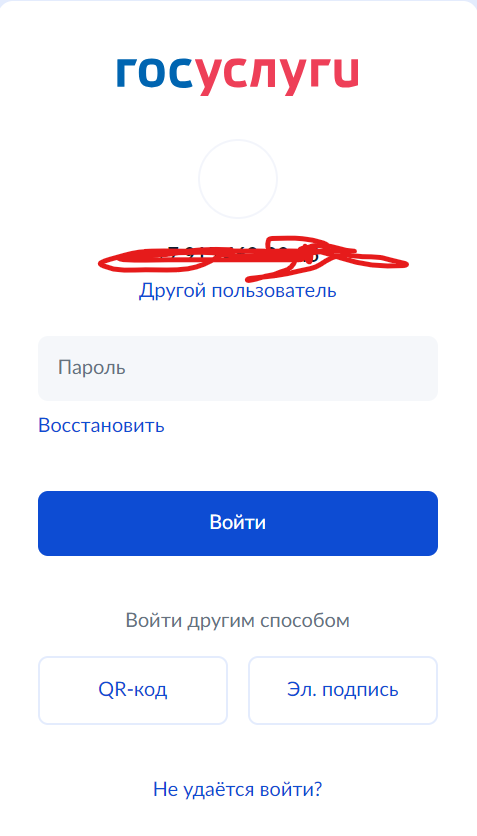 госуслуги
Другой пользователь
Пароль
Восстановить
Войти
Войти другим способом
QR-код
Эл. подпись
Не удаётся войти?